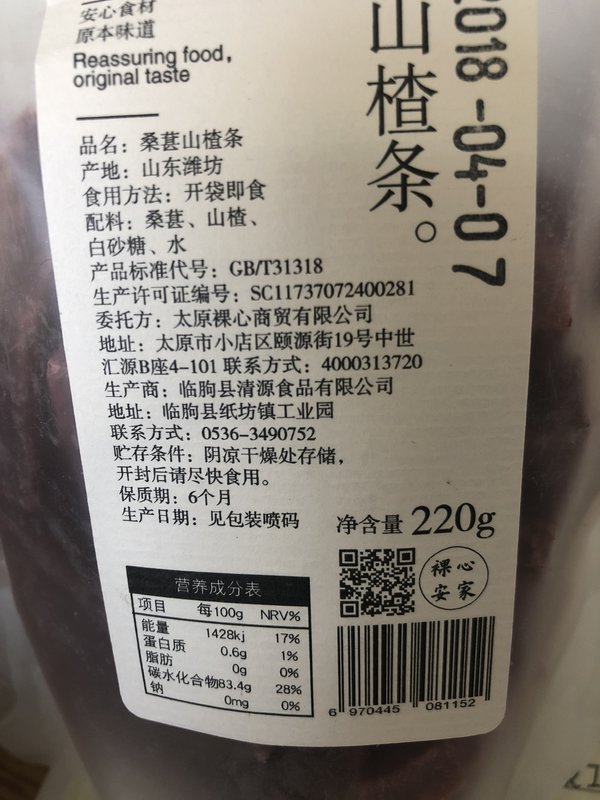 安心食材
原本味道
Reassuring food,
original taste
山楂条。
2018-04-07
品名：桑葚山楂条
产地：山东潍坊
食用方法：开袋即食
配料：桑葚、山楂、
白砂糖、水
产品标准代号：GB/T31318
生产许可证编号：SC11737072400281
委托方：太原裸心商贸有限公司
地址：太原市小店区颐源街19号中世
汇源B座4-101 联系方式：4000313720
生产商：临朐县清源食品有限公司
地址：临朐县纸坊镇工业园
联系方式：0536-3490752
贮存条件：阴凉干燥处存储，
开封后请尽快食用。
保质期：6个月
生产日期：见包装喷码
净含量 220g
裸心
安家
营养成分表
项目 每100g NRV%
能量 1428kj 17%
蛋白质 0.6g 1%
脂肪 0g 0%
碳水化合物83.4g 28%
钠 0mg 0%
6 970445 081152